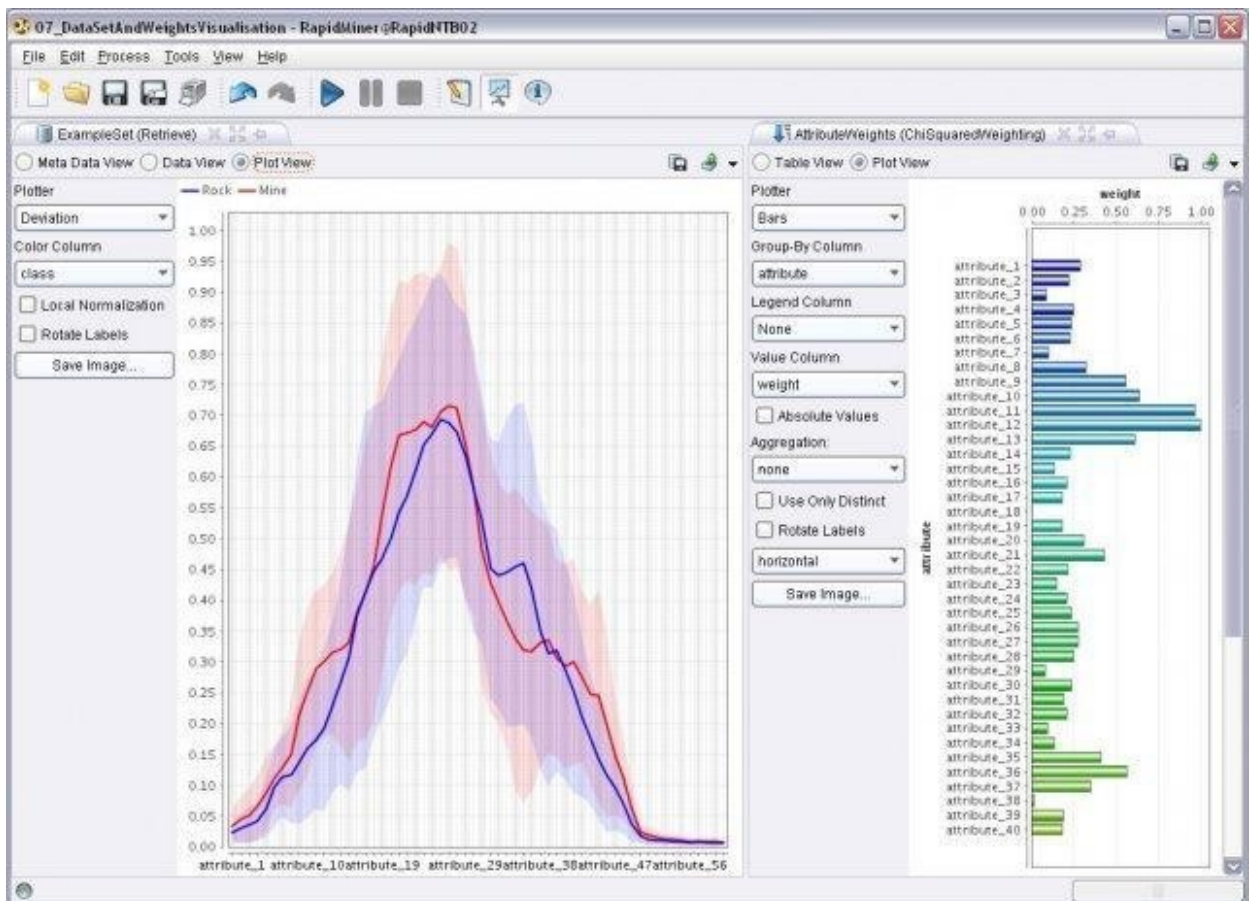 07_DataSetAndWeightsVisualisation - RapidMiner@RapidNTB02
File Edit Process Tools View Help
ExampleSet (Retrieve)
Meta Data View Data View Plot View
Plotter
Deviation
Color Column
class
Local Normalization
Rotate Labels
Save Image...
Rock Mine
1.00
0.95
0.90
0.85
0.80
0.75
0.70
0.65
0.60
0.55
0.50
0.45
0.40
0.35
0.30
0.25
0.20
0.15
0.10
0.05
0.00
attribute_1 attribute_10 attribute_19 attribute_29 attribute_38 attribute_47 attribute_56
AttributeWeights (ChiSquaredWeighting)
Table View Plot View
Plotter
Bars
Group-By Column
attribute
Legend Column
None
Value Column
weight
Absolute Values
Aggregation
none
Use Only Distinct
Rotate Labels
horizontal
Save Image...
weight
0.00 0.25 0.50 0.75 1.00
attribute
attribute_1
attribute_2
attribute_3
attribute_4
attribute_5
attribute_6
attribute_7
attribute_8
attribute_9
attribute_10
attribute_11
attribute_12
attribute_13
attribute_14
attribute_15
attribute_16
attribute_17
attribute_18
attribute_19
attribute_20
attribute_21
attribute_22
attribute_23
attribute_24
attribute_25
attribute_26
attribute_27
attribute_28
attribute_29
attribute_30
attribute_31
attribute_32
attribute_33
attribute_34
attribute_35
attribute_36
attribute_37
attribute_38
attribute_39
attribute_40